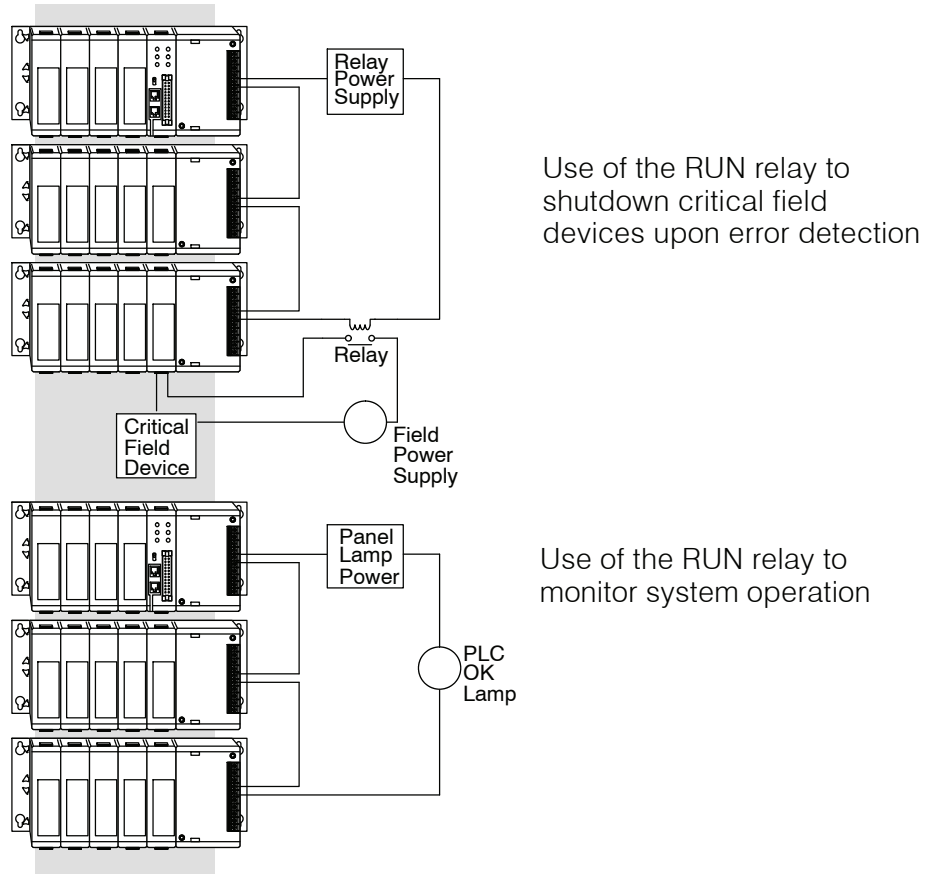 Relay
Power
Supply
Use of the RUN relay to
shutdown critical field
devices upon error detection
Relay
Critical
Field
Device
Field
Power
Supply
Panel
Lamp
Power
Use of the RUN relay to
monitor system operation
PLC
OK
Lamp